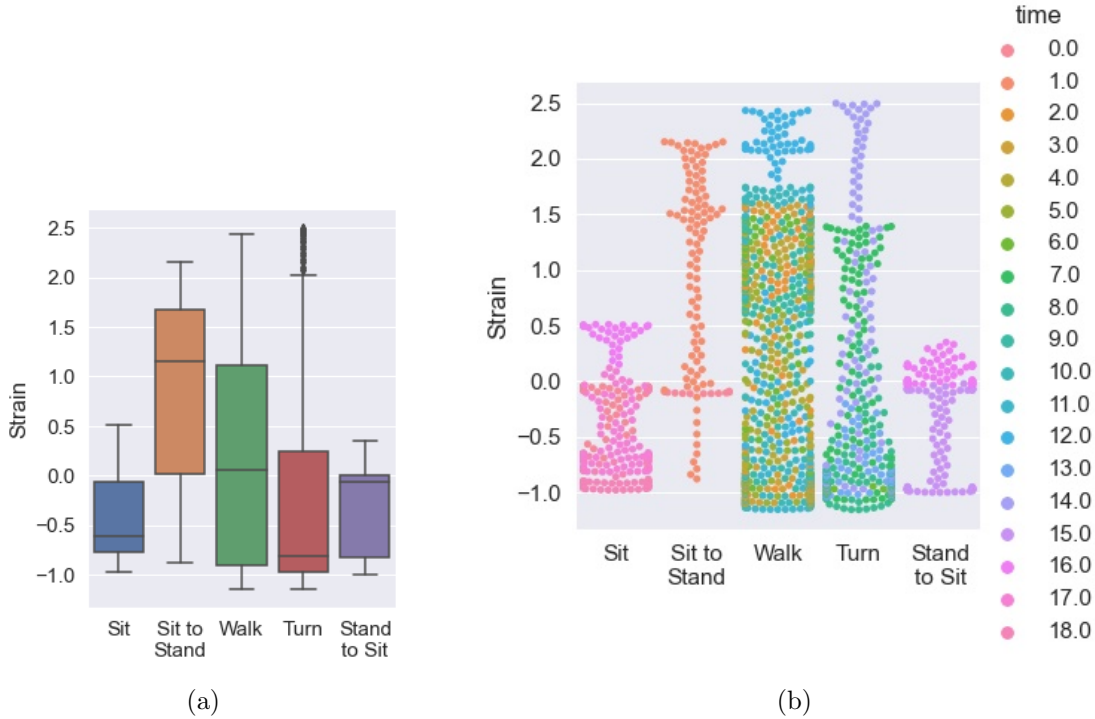 Strain
2.5
2.0
1.5
1.0
0.5
0.0
−0.5
−1.0
Sit
Sit to
Stand
Walk
Turn
Stand
to Sit
(a)
Strain
2.5
2.0
1.5
1.0
0.5
0.0
−0.5
−1.0
Sit
Sit to
Stand
Walk
Turn
Stand
to Sit
time
0.0
1.0
2.0
3.0
4.0
5.0
6.0
7.0
8.0
9.0
10.0
11.0
12.0
13.0
14.0
15.0
16.0
17.0
18.0
(b)